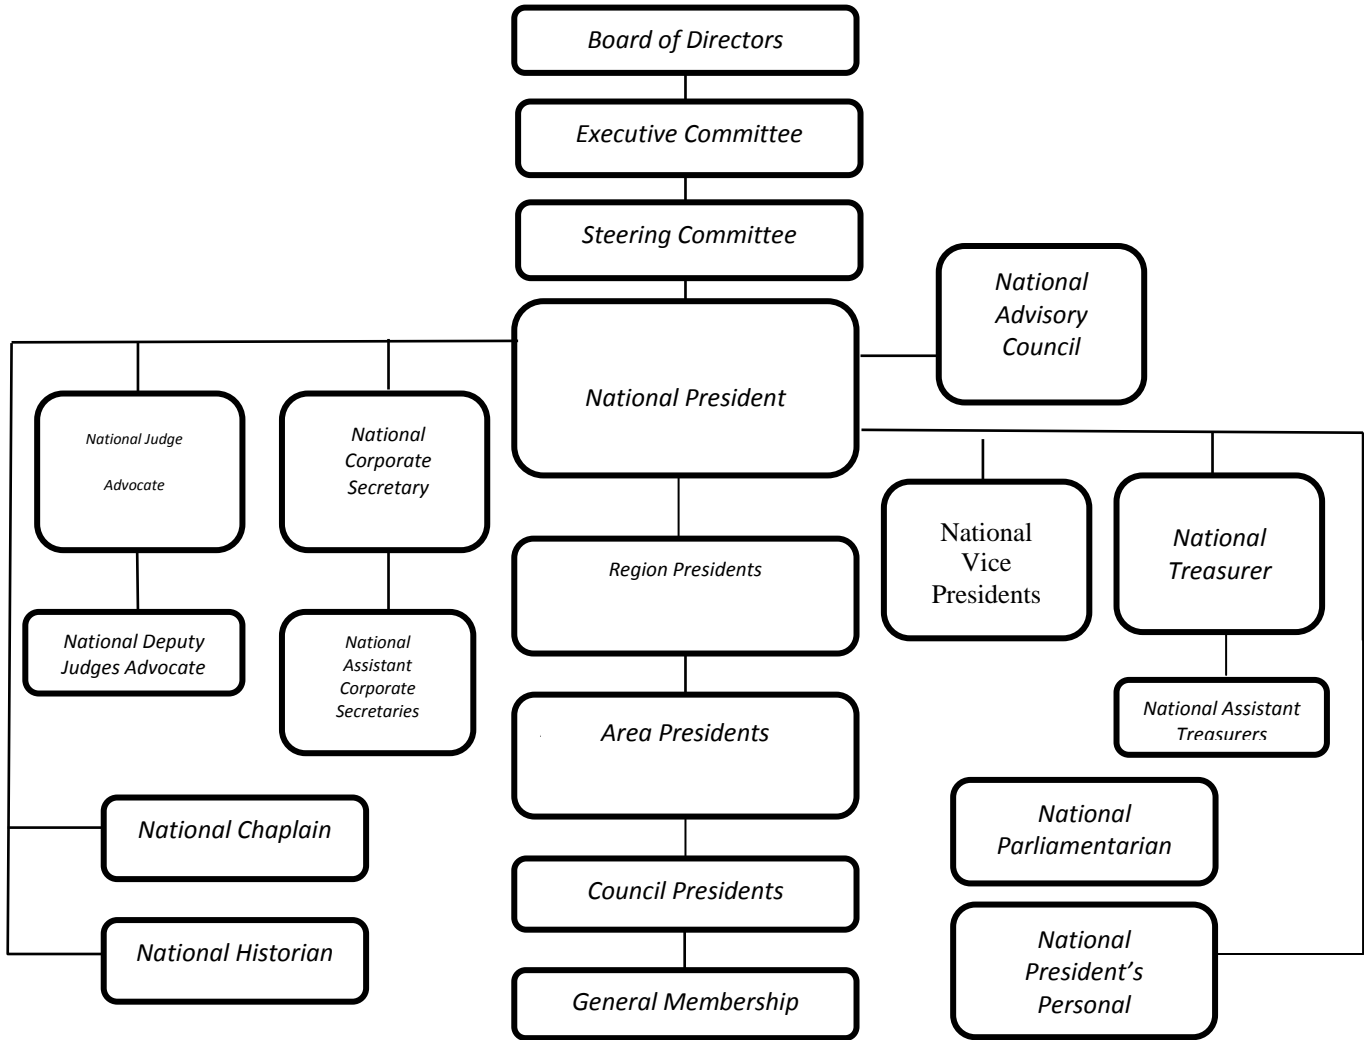 Board of Directors
Executive Committee
Steering Committee
National
Advisory
Council
National President
National Judge
Advocate
National
Corporate
Secretary
National
Vice
Presidents
National
Treasurer
Region Presidents
National Deputy
Judges Advocate
National
Assistant
Corporate
Secretaries
Area Presidents
National Assistant
Treasurers
National Chaplain
National
Parliamentarian
Council Presidents
National Historian
National
President’s
Personal
General Membership